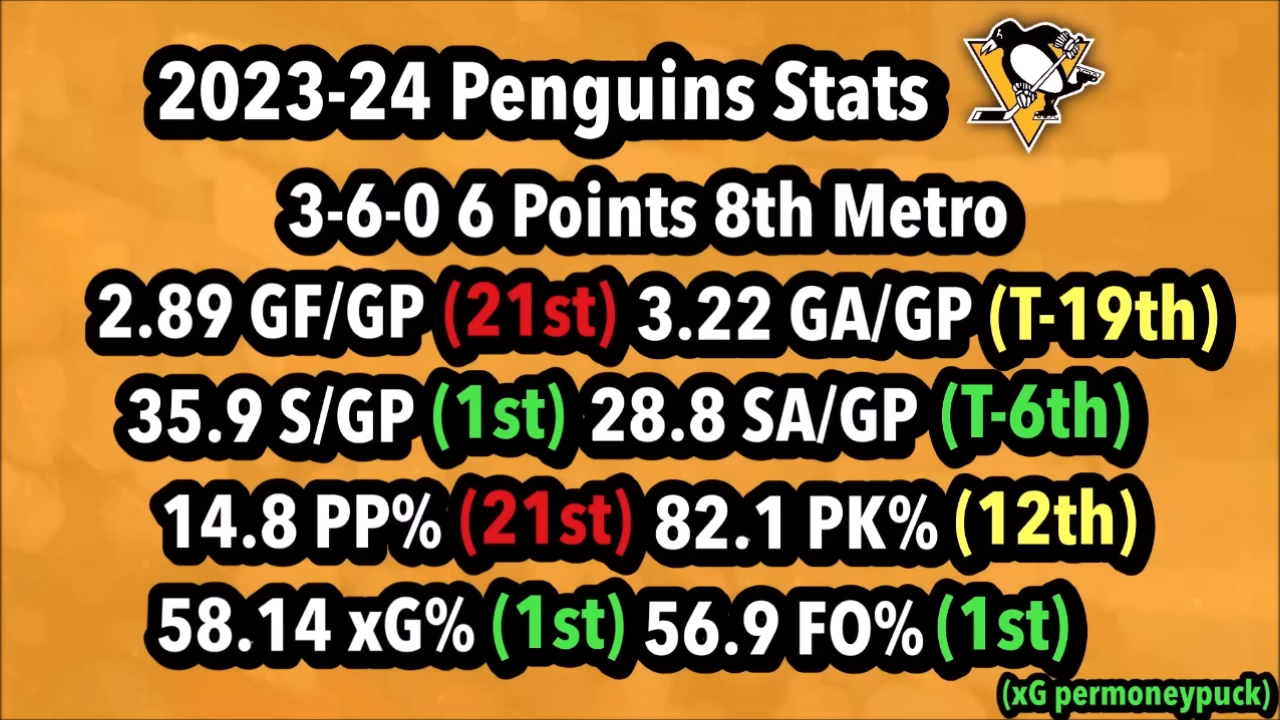 2023-24 Penguins Stats
3-6-0 6 Points 8th Metro
2.89 GF/GP (21st) 3.22 GA/GP (T-19th)
35.9 S/GP (1st) 28.8 SA/GP (T-6th)
14.8 PP% (21st) 82.1 PK% (12th)
58.14 xG% (1st) 56.9 FO% (1st)
(xG permoneypuck)